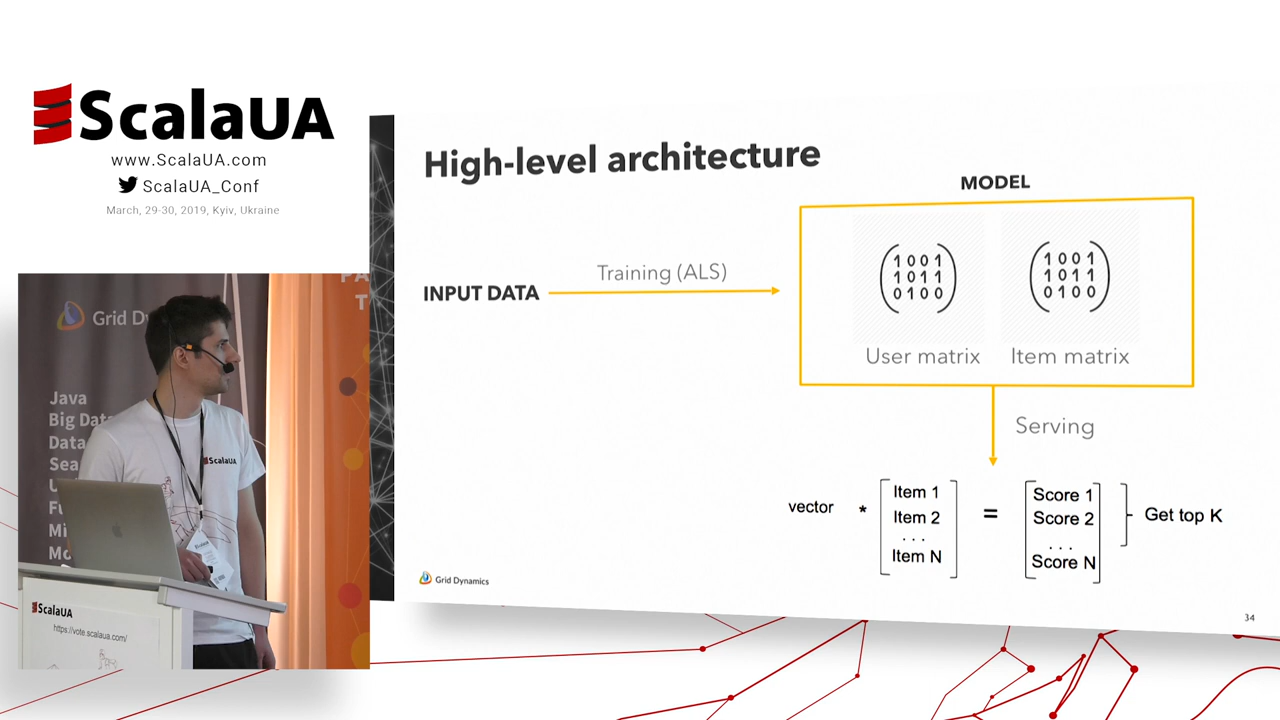 ScalaUA
www.ScalaUA.com
ScalaUA_Conf
March, 29-30, 2019, Kyiv, Ukraine
High-level architecture
MODEL
INPUT DATA
Training (ALS)
1 0 0 1
1 0 1 1
0 1 0 0
1 0 0 1
1 0 1 1
0 1 0 0
User matrix
Item matrix
Serving
vector * Item 1 = Score 1 Get top K
Item 2 Score 2
. . . . . .
Item N Score N
Grid Dynamics
34
Grid
Java
Big Data
Data
ScalaUA
ScalaUA
https://vote.scalaua.com/